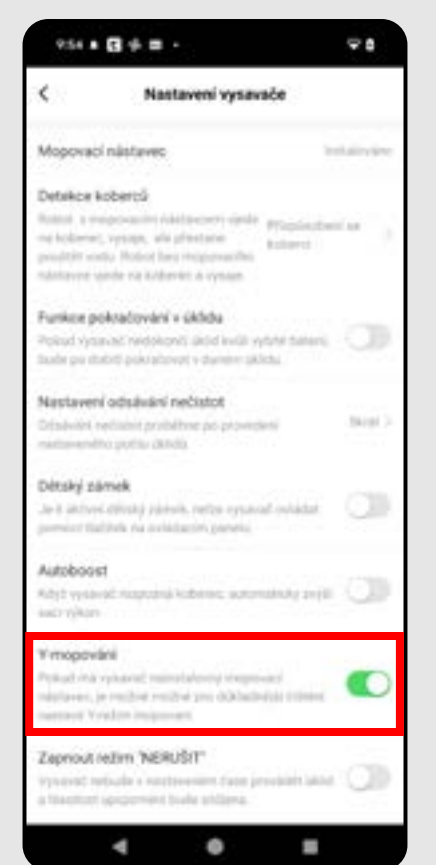 9:54
Nastavení vysavače
Mopovací nástavec Instalováno
Detekce koberců
Robot s mopovacím nástavcem vjede
na koberec, vysaje, ale přestane
použití vodu. Robot bez mopovacího
nástavce vjede na koberec a vysaje.
Přizpůsobení se
koberci
Funkce pokračování v úklidu
Pokud vysavač nedokončí úklid kvůli vybité baterii,
bude po dobití pokračovat v daném úklidu.
Nastavení odsávání nečistot
Odsávání nečistot proběhne po provedení
nastaveného počtu úklidů.
Dětský zámek
Je-li aktivní dětský zámek, nelze vysavač ovládat
pomocí tlačítek na ovládacím panelu.
Autoboost
Když vysavač rozpozná koberec, automaticky zvýší
sací výkon
Y-mopování
Pokud má vysavač nainstalovaný mopovací
nástavec, je možné možné pro důkladnější čištění
nastavit Y-režim mopování.
Zapnout režim "NERUŠIT"
Vysavač nebude v nastaveném čase provádět úklid
a hlasitost upozornění bude snížena.